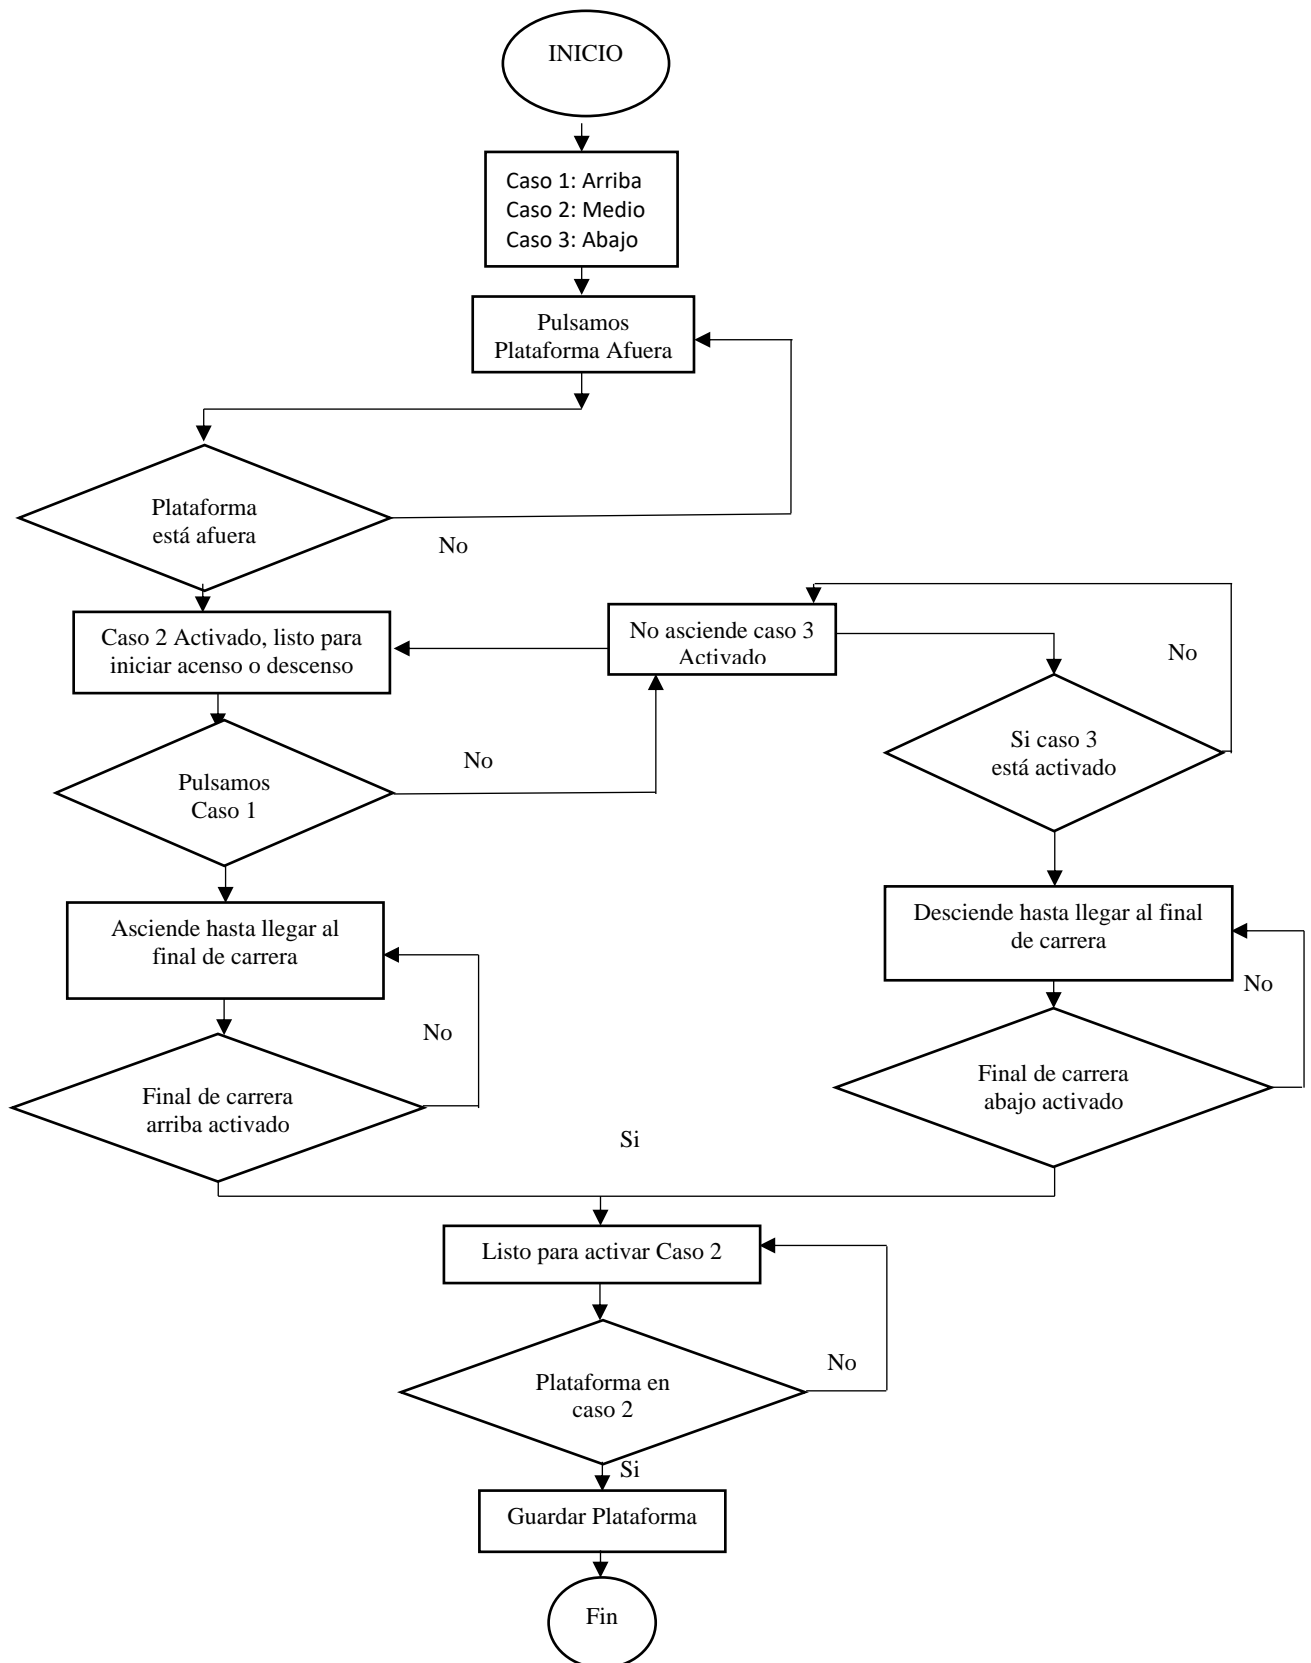 INICIO
Caso 1: Arriba
Caso 2: Medio
Caso 3: Abajo
Pulsamos
Plataforma Afuera
Plataforma
está afuera
No
Caso 2 Activado, listo para
iniciar acenso o descenso
No asciende caso 3
Activado
No
Si caso 3
está activado
No
Pulsamos
Caso 1
Asciende hasta llegar al
final de carrera
Desciende hasta llegar al final
de carrera
No
No
Final de carrera
arriba activado
Final de carrera
abajo activado
Si
Listo para activar Caso 2
No
Plataforma en
caso 2
Si
Guardar Plataforma
Fin